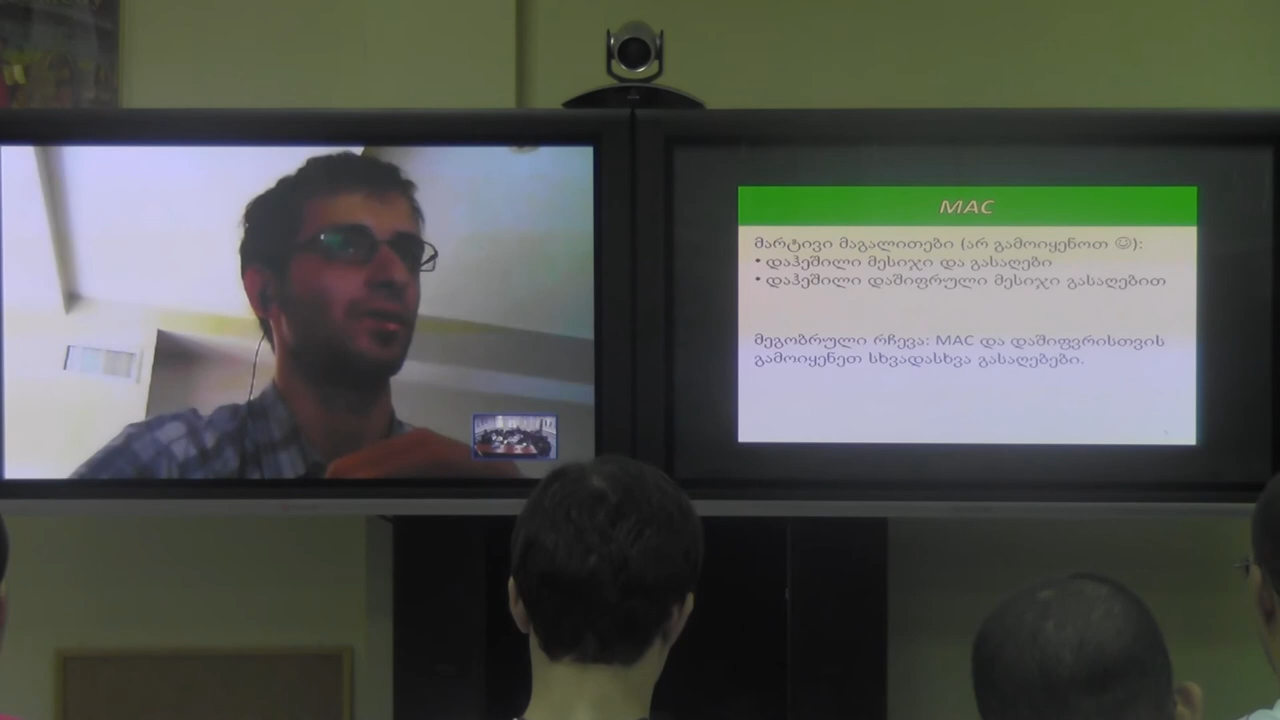 MAC
მარტივი მაგალითები (არ გამოიყენოთ ☺):
• დაჰეშილი მესიჯი და გასაღები
• დაჰეშილი დაშიფრული მესიჯი გასაღებით
მეგობრული რჩევა: MAC და დაშიფვრისთვის
გამოიყენეთ სხვადასხვა გასაღებები.